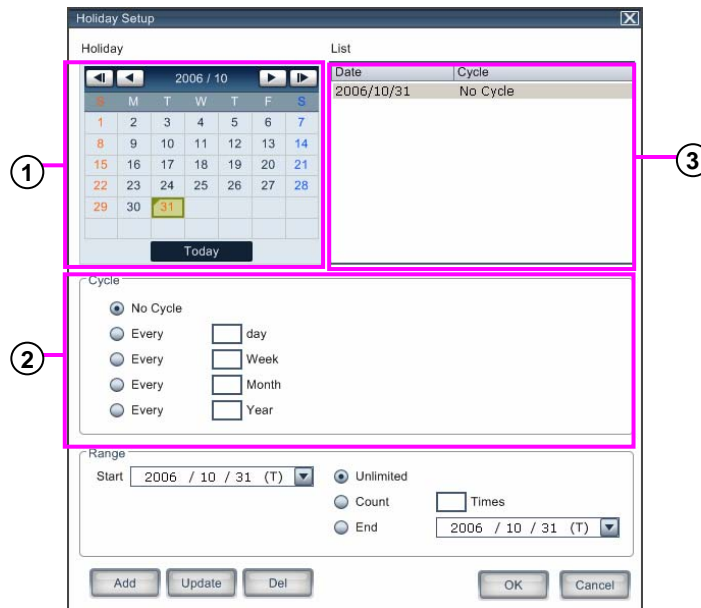 Holiday Setup
Holiday List
2006 / 10
S M T W T F S
1 2 3 4 5 6 7
8 9 10 11 12 13 14
15 16 17 18 19 20 21
22 23 24 25 26 27 28
29 30 31
Today
Date Cycle
2006/10/31 No Cycle
1
3
Cycle
No Cycle
Every day
Every Week
Every Month
Every Year
2
Range
Start 2006 / 10 / 31 (T) Unlimited
Count Times
End 2006 / 10 / 31 (T)
Add Update Del OK Cancel